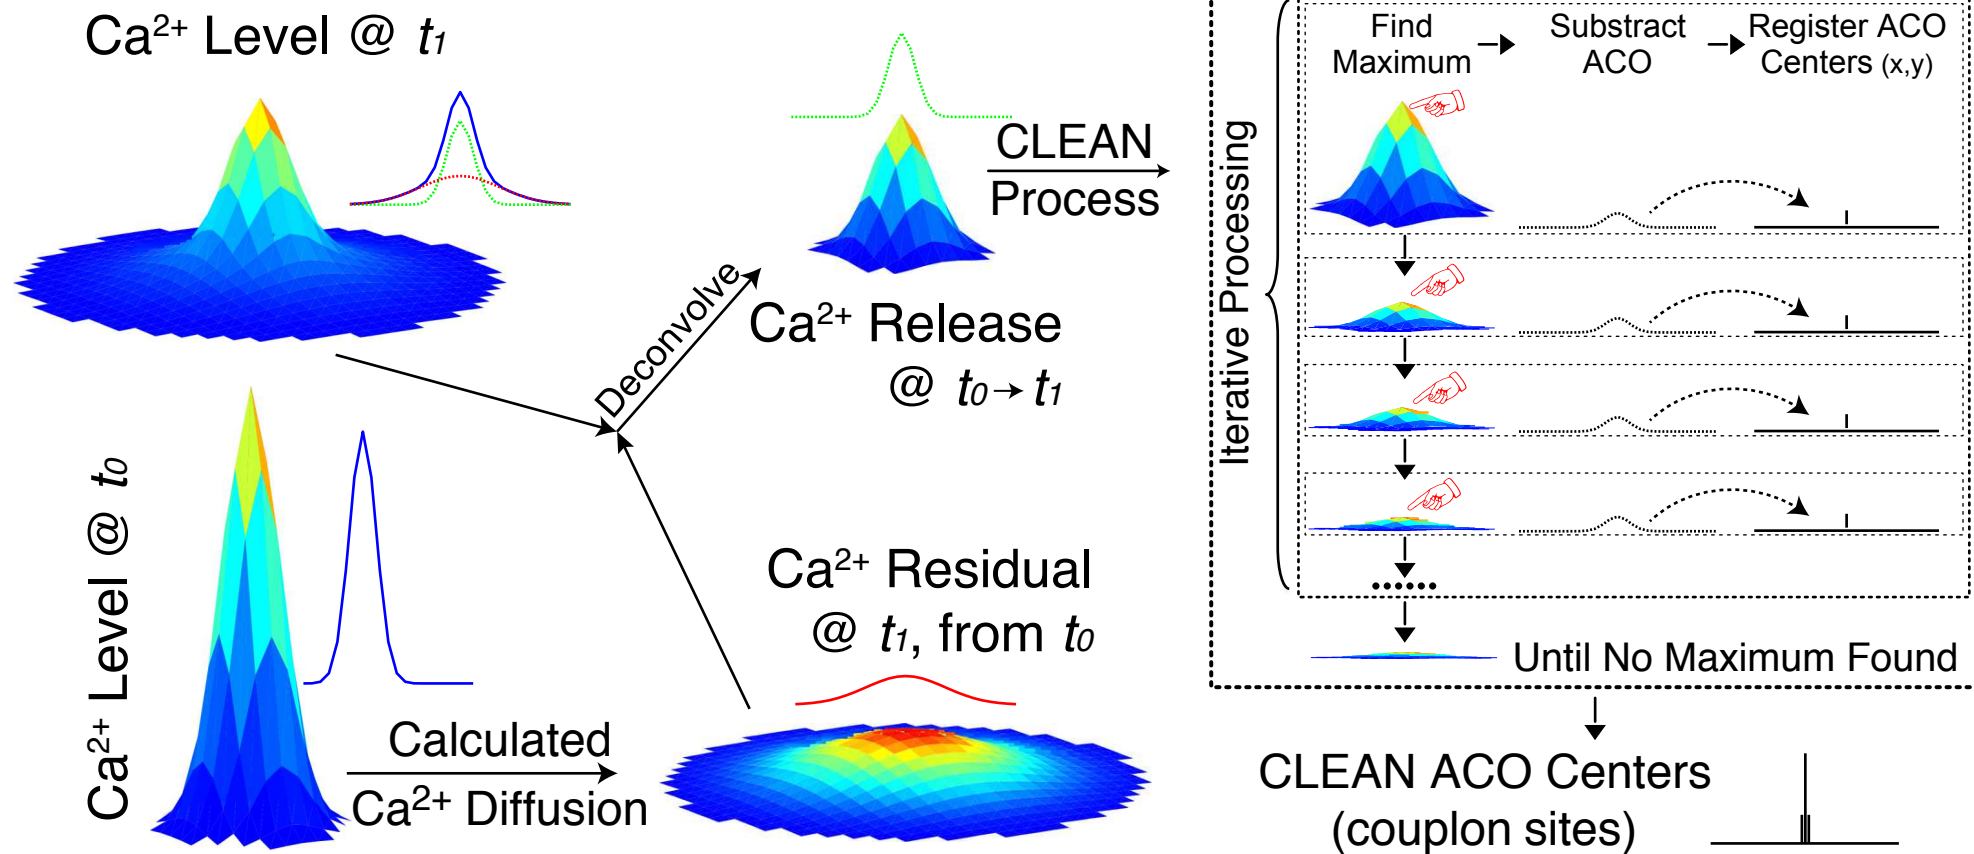 Ca²⁺ Level @ t₁
Ca²⁺ Level @ t₀
Calculated
Ca²⁺ Diffusion
Ca²⁺ Residual
@ t₁, from t₀
Deconvolve
Ca²⁺ Release
@ t₀→t₁
CLEAN
Process
Iterative Processing
Find
Maximum
Substract
ACO
Register ACO
Centers (x,y)
Until No Maximum Found
CLEAN ACO Centers
(couplon sites)